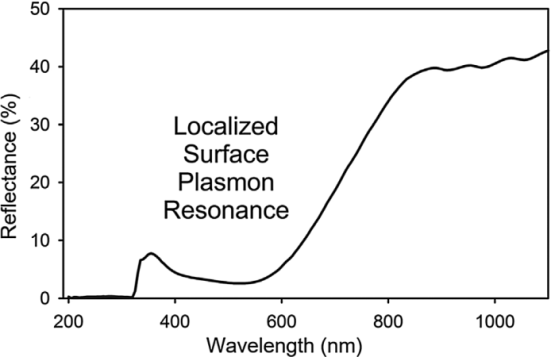 50
40
30
20
10
0
Reflectance (%)
Localized
Surface
Plasmon
Resonance
200 400 600 800 1000
Wavelength (nm)